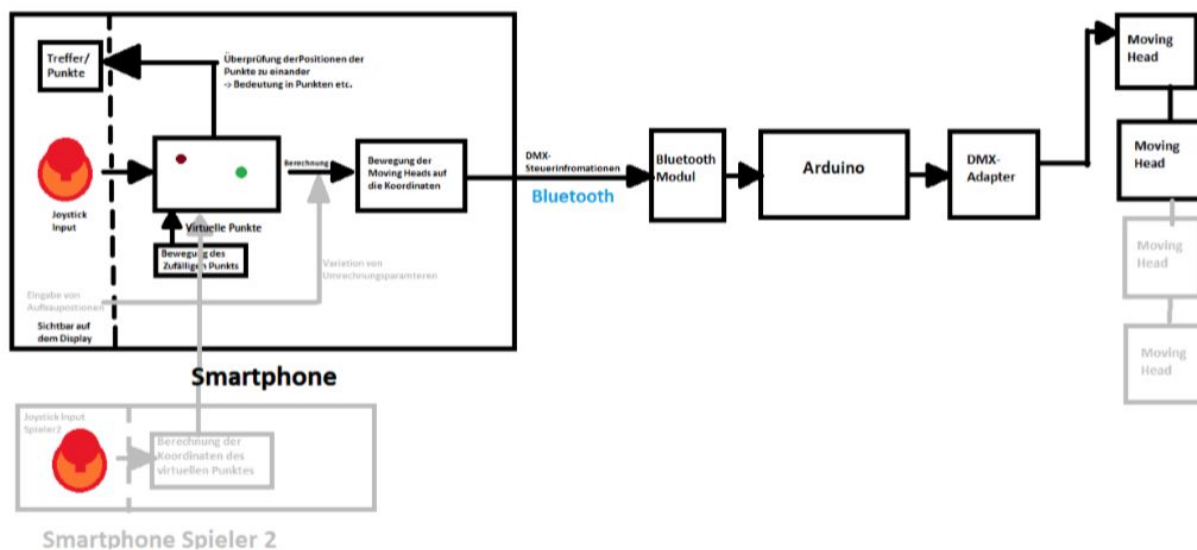 Treffer/
Punkte
Überprüfung derPositionen der
Punkte zu einander
-> Bedeutung in Punkten etc.
Joystick
Input
Virtuelle Punkte
Bewegung des
Zufälligen Punkts
Berechnung
Bewegung der
Moving Heads auf
die Koordinaten
Variation von
Umrechnungsparamteren
Eingabe von
Aufbaupostionen
Sichtbar auf
dem Display
Smartphone
DMX-
Steuerinfromationen
Bluetooth
Bluetooth
Modul
Arduino
DMX-
Adapter
Moving
Head
Moving
Head
Moving
Head
Moving
Head
Joystick Input
Spieler2
Berechnung der
Koordinaten des
virtuellen Punktes
Smartphone Spieler 2